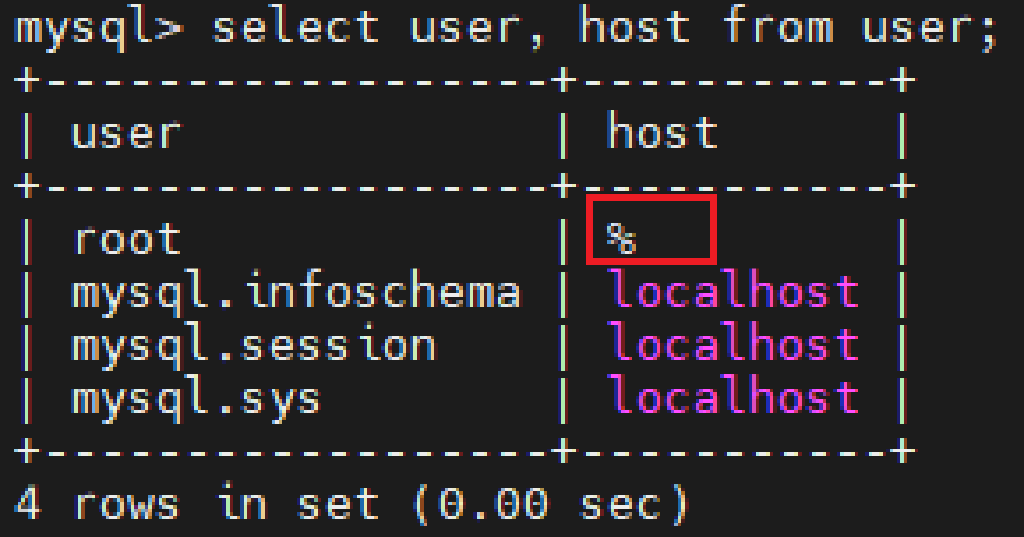 mysql> select user, host from user;
+------------------+-----------+
| user             | host      |
+------------------+-----------+
| root             | %         |
| mysql.infoschema | localhost |
| mysql.session    | localhost |
| mysql.sys        | localhost |
+------------------+-----------+
4 rows in set (0.00 sec)